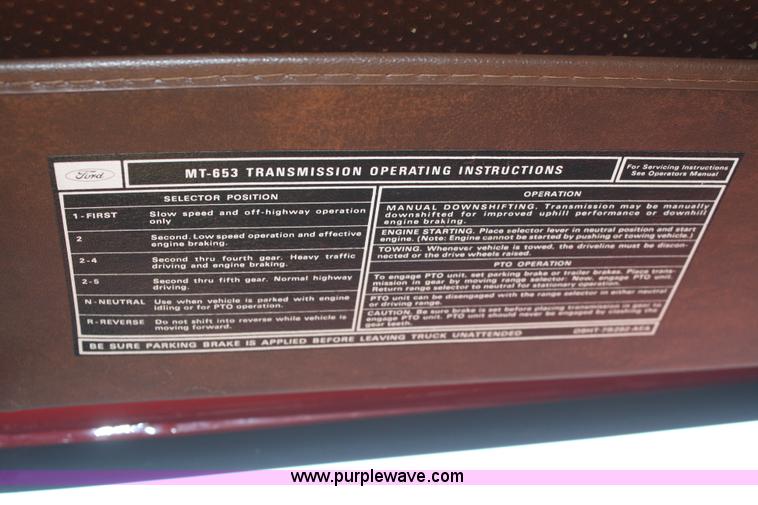 Ford
MT-653 TRANSMISSION OPERATING INSTRUCTIONS
For Servicing Instructions
See Operators Manual
SELECTOR POSITION
1-FIRST Slow speed and off-highway operation
only
2 Second. Low speed operation and effective
engine braking.
2-4 Second thru fourth gear. Heavy traffic
driving and engine braking.
2-5 Second thru fifth gear. Normal highway
driving.
N-NEUTRAL Use when vehicle is parked with engine
idling or for PTO operation.
R-REVERSE Do not shift into reverse while vehicle is
moving forward.
OPERATION
MANUAL DOWNSHIFTING. Transmission may be manually
downshifted for improved uphill performance or downhill
engine braking.
ENGINE STARTING. Place selector lever in neutral position and start
engine. (Note: Engine cannot be started by pushing or towing vehicle.)
TOWING. Whenever vehicle is towed, the driveline must be discon-
nected or the drive wheels raised.
PTO OPERATION
To engage PTO unit, set parking brake or trailer brakes. Place trans-
mission in gear by moving range selector. Now, engage PTO unit.
Return range selector to neutral for stationary operation.
PTO unit can be disengaged with the range selector in either neutral
or driving range.
CAUTION. Be sure brake is set before placing transmission in gear to
engage PTO unit. PTO unit should never be engaged by clashing the
gear teeth.
BE SURE PARKING BRAKE IS APPLIED BEFORE LEAVING TRUCK UNATTENDED
www.purplewave.com